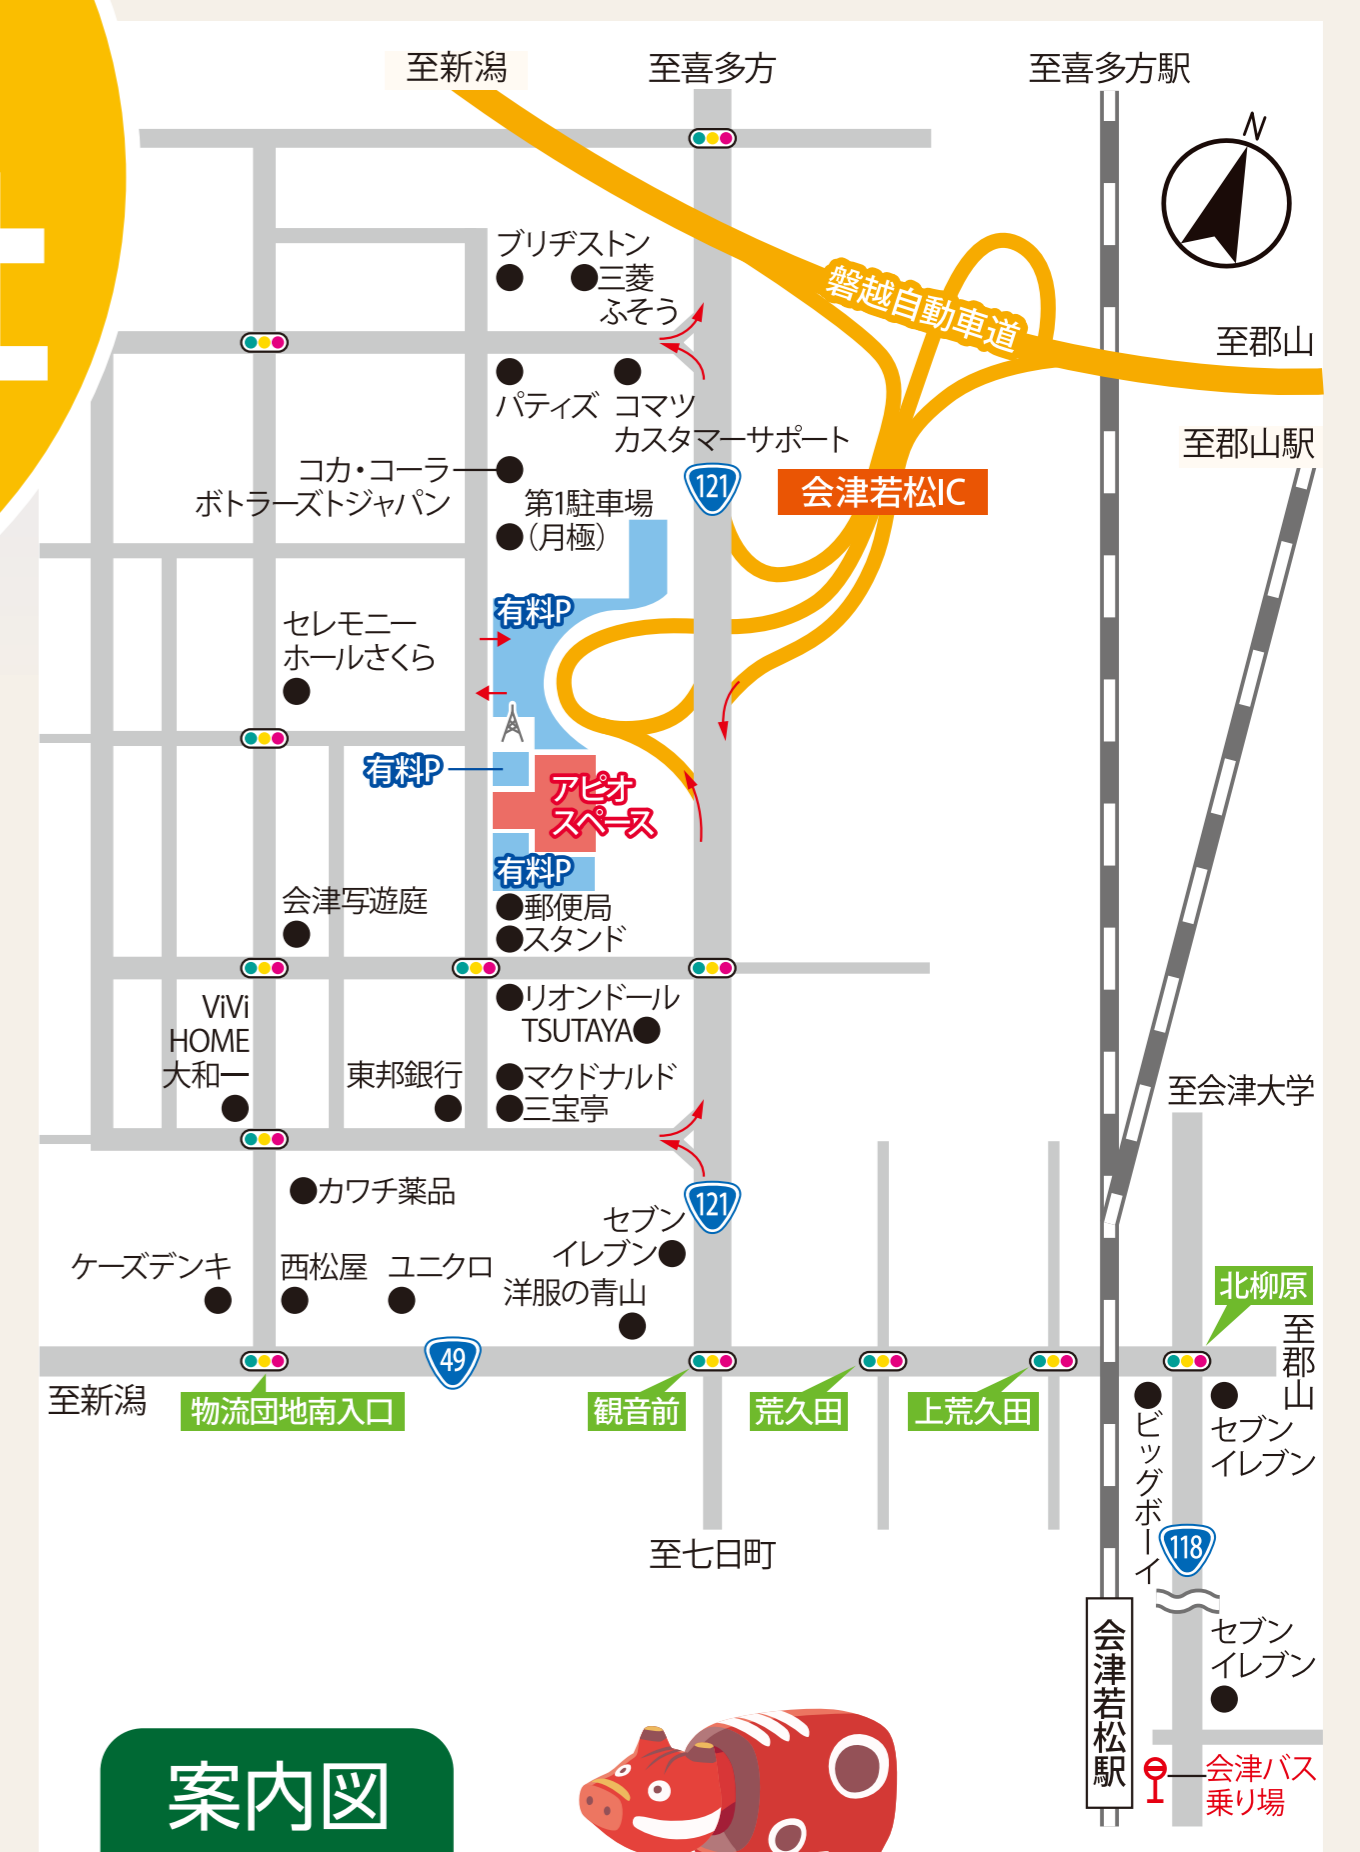 至新潟
至喜多方
至喜多方駅
N
ブリヂストン
三菱
ふそう
磐越自動車道
至郡山
パティズ
コマツ
カスタマーサポート
至郡山駅
コカ・コーラ
ボトラーズトジャパン
121
会津若松IC
第1駐車場
(月極)
有料P
セレモニー
ホールさくら
有料P
アピオ
スペース
有料P
会津写遊庭
郵便局
スタンド
ViVi
HOME
大和一
リオンドール
TSUTAYA
東邦銀行
マクドナルド
三宝亭
至会津大学
カワチ薬品
121
セブン
イレブン
ケーズデンキ
西松屋
ユニクロ
洋服の青山
北柳原
至郡山
49
至新潟
物流団地南入口
観音前
荒久田
上荒久田
ビッグボーイ
セブン
イレブン
118
至七日町
会津若松駅
セブン
イレブン
会津バス
乗り場
案内図